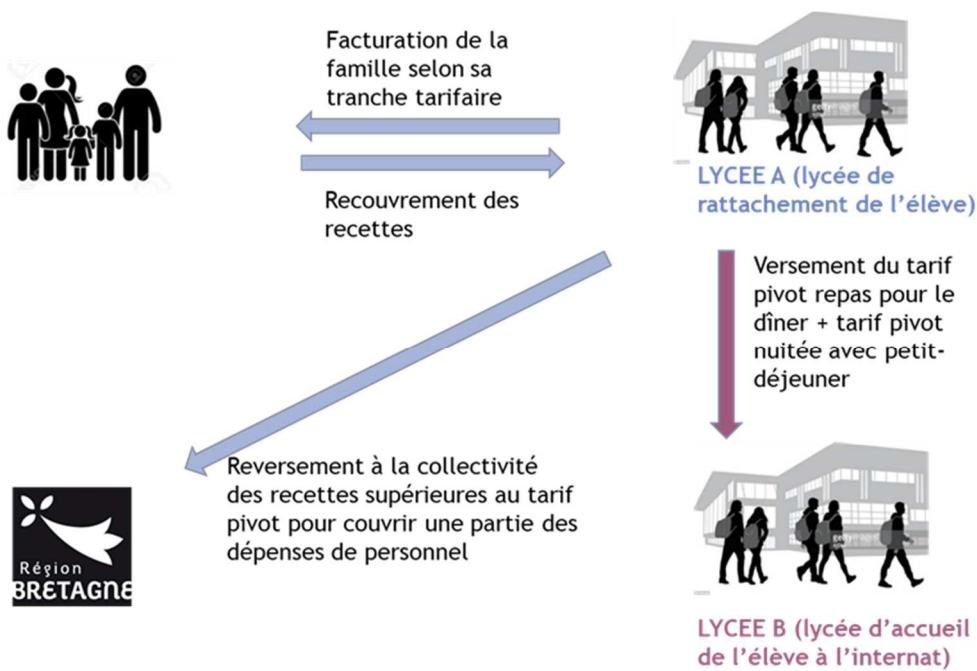 Facturation de la
famille selon sa
tranche tarifaire
Recouvrement des
recettes
LYCEE A (lycée de
rattachement de l’élève)
Versement du tarif
pivot repas pour le
dîner + tarif pivot
nuitée avec petit-
déjeuner
Reversement à la collectivité
des recettes supérieures au tarif
pivot pour couvrir une partie des
dépenses de personnel
Région
BRETAGNE
LYCEE B (lycée d’accueil
de l’élève à l’internat)